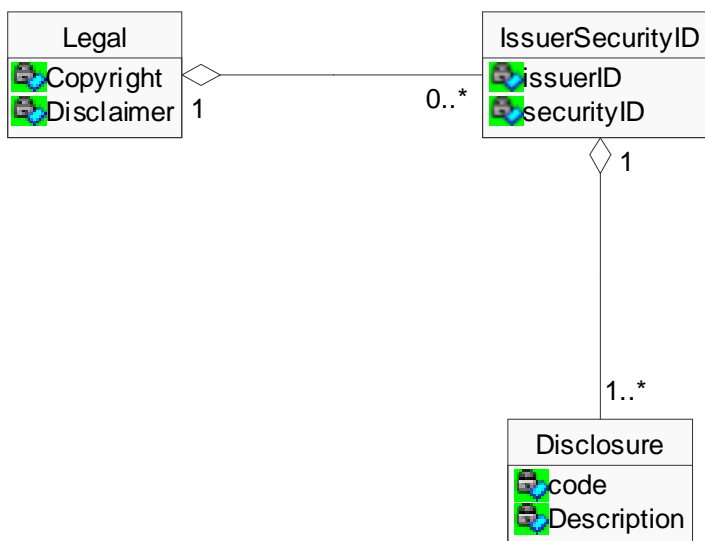 Legal
Copyright
Disclaimer
1
0..*
IssuerSecurityID
issuerID
securityID
1
1..*
Disclosure
code
Description